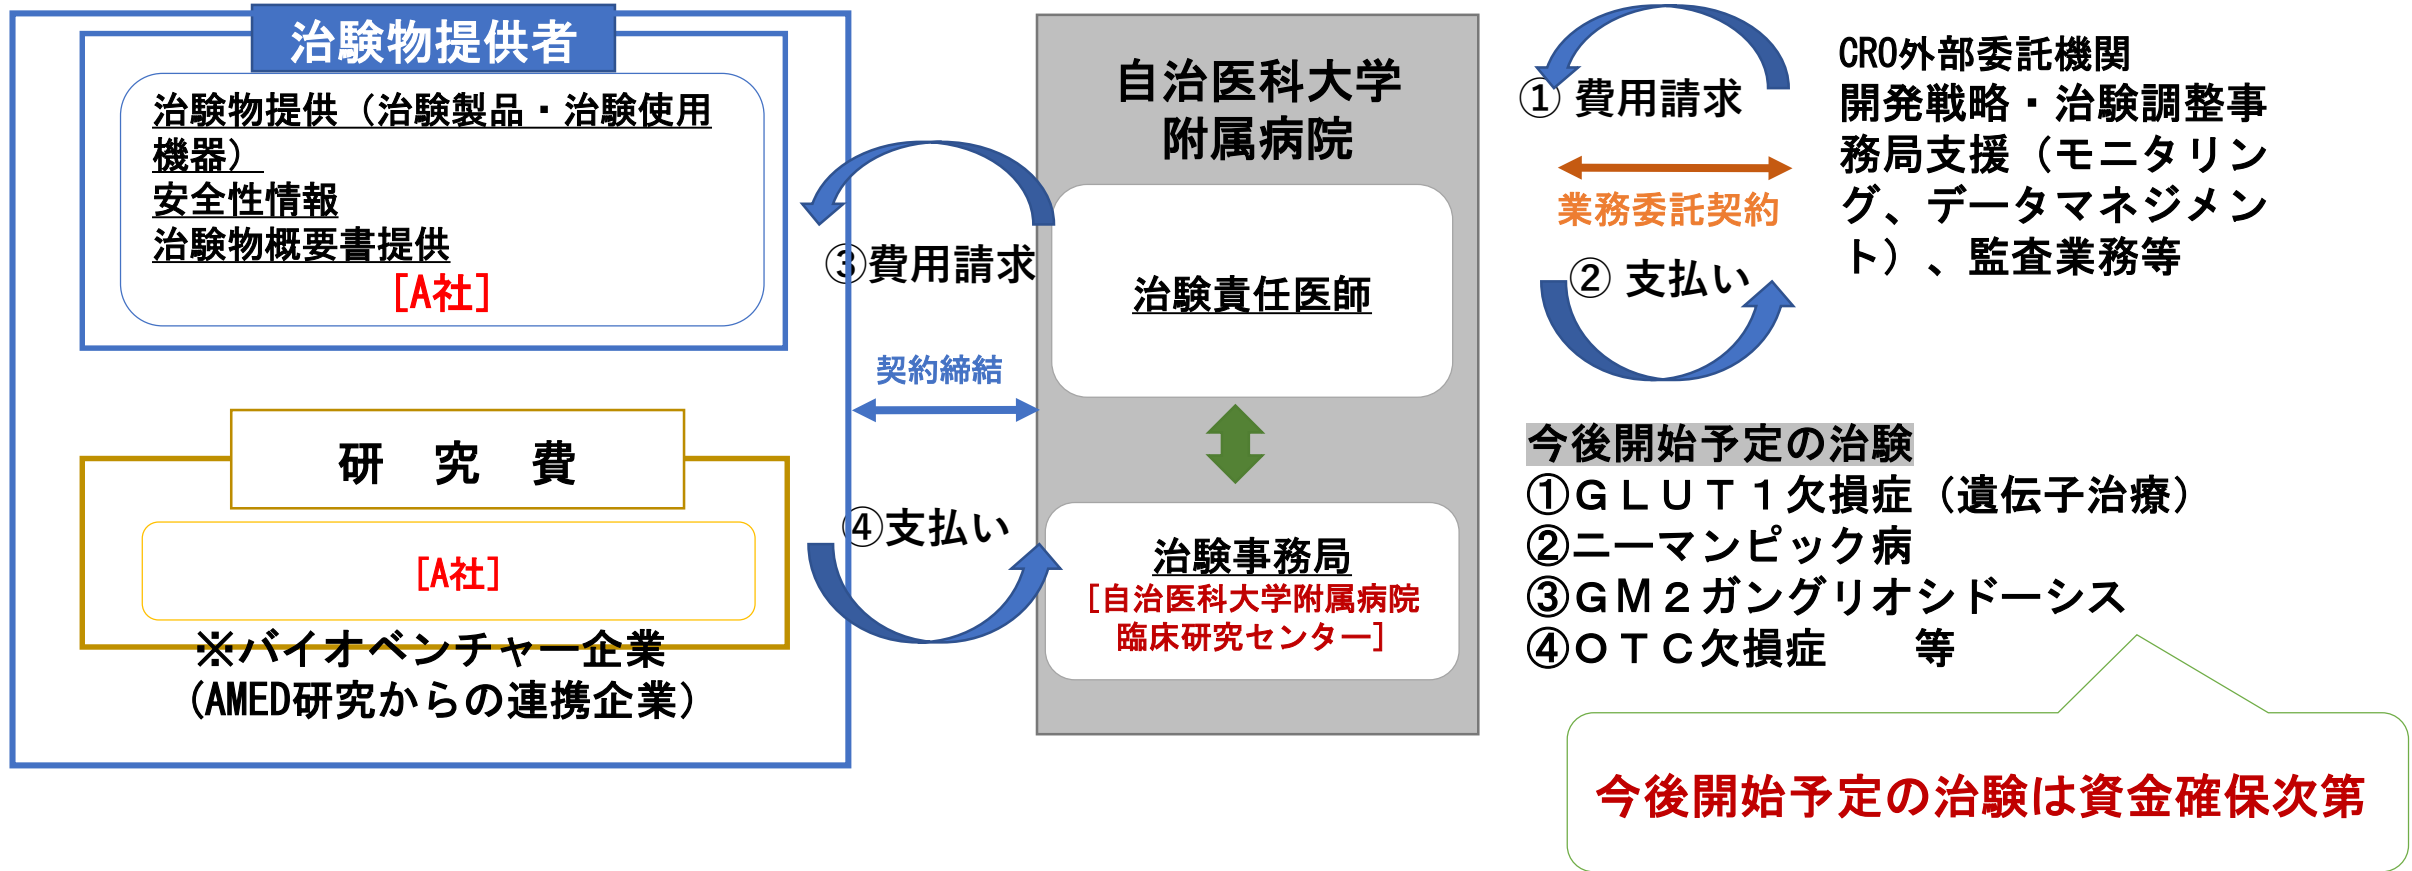 治験物提供者
治験物提供（治験製品・治験使用
機器）
安全性情報
治験物概要書提供
[A社]
研　究　費
[A社]
※バイオベンチャー企業
(AMED研究からの連携企業)
③費用請求
契約締結
④支払い
自治医科大学
附属病院
治験責任医師
治験事務局
[自治医科大学附属病院
臨床研究センター]
① 費用請求
業務委託契約
② 支払い
CRO外部委託機関
開発戦略・治験調整事
務局支援（モニタリン
グ、データマネジメン
ト）、監査業務等
今後開始予定の治験
①ＧＬＵＴ１欠損症（遺伝子治療）
②ニーマンピック病
③ＧＭ２ガングリオシドーシス
④ＯＴＣ欠損症　　等
今後開始予定の治験は資金確保次第